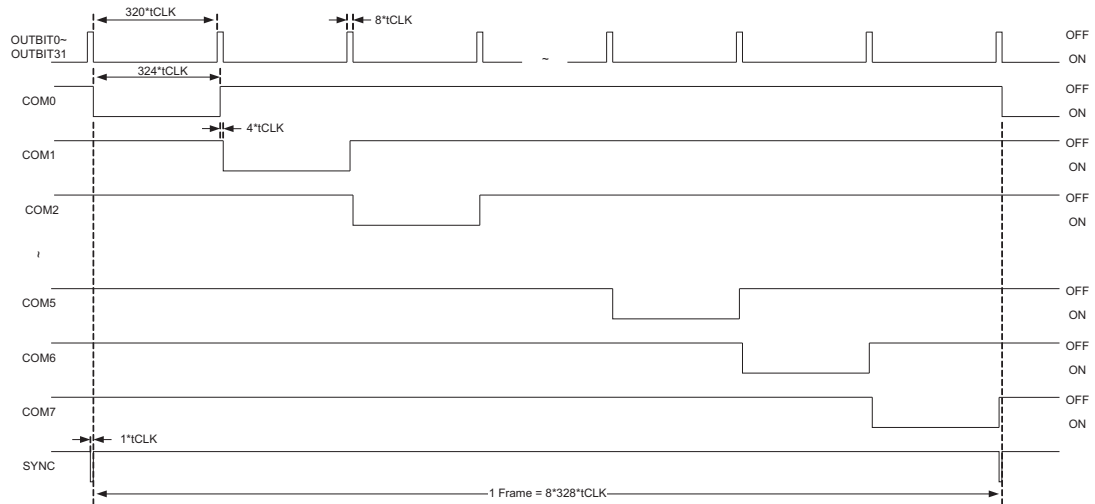 320*tCLK
8*tCLK
OUTBIT0~
OUTBIT31
OFF
~
ON
324*tCLK
COM0
OFF
ON
4*tCLK
COM1
OFF
ON
COM2
OFF
ON
~
COM5
OFF
ON
COM6
OFF
ON
COM7
OFF
ON
1*tCLK
SYNC
1 Frame = 8*328*tCLK